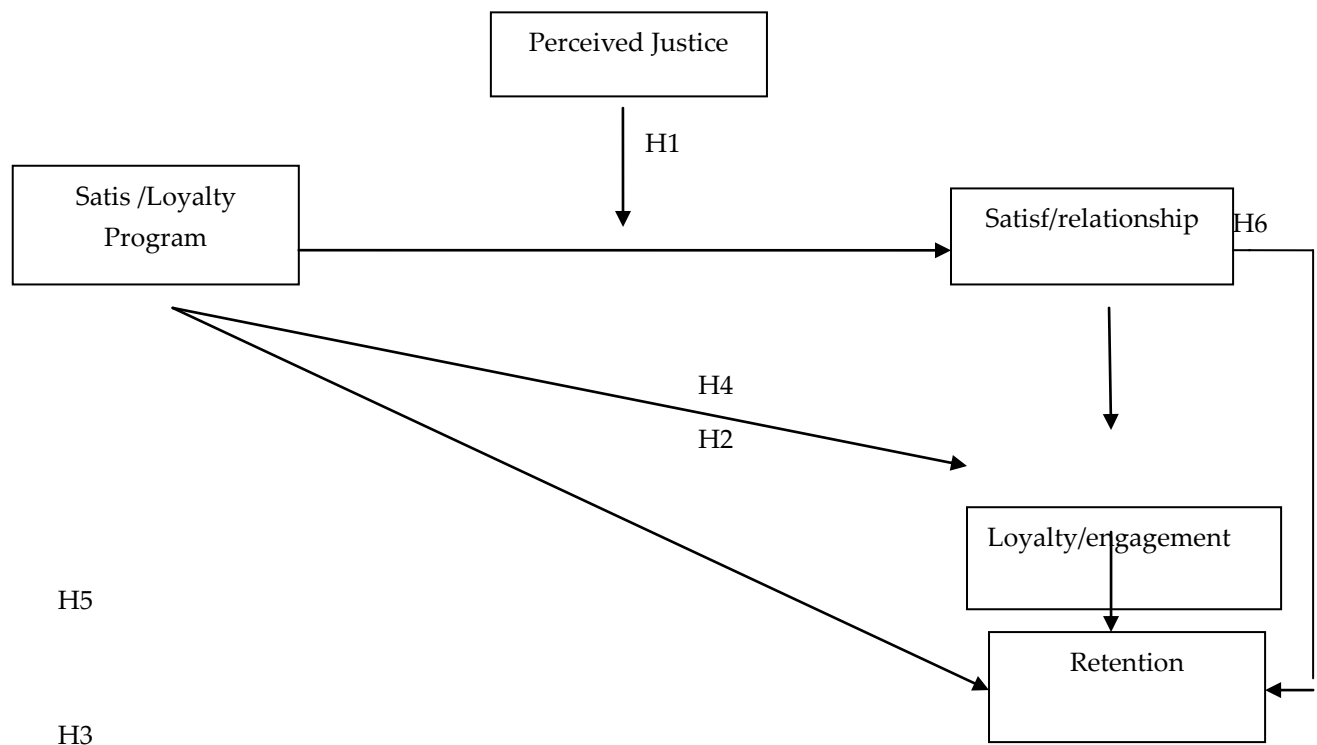 Perceived Justice
H1
Satis /Loyalty
Program
Satisf/relationship
H6
H4
H2
Loyalty/engagement
H5
Retention
H3